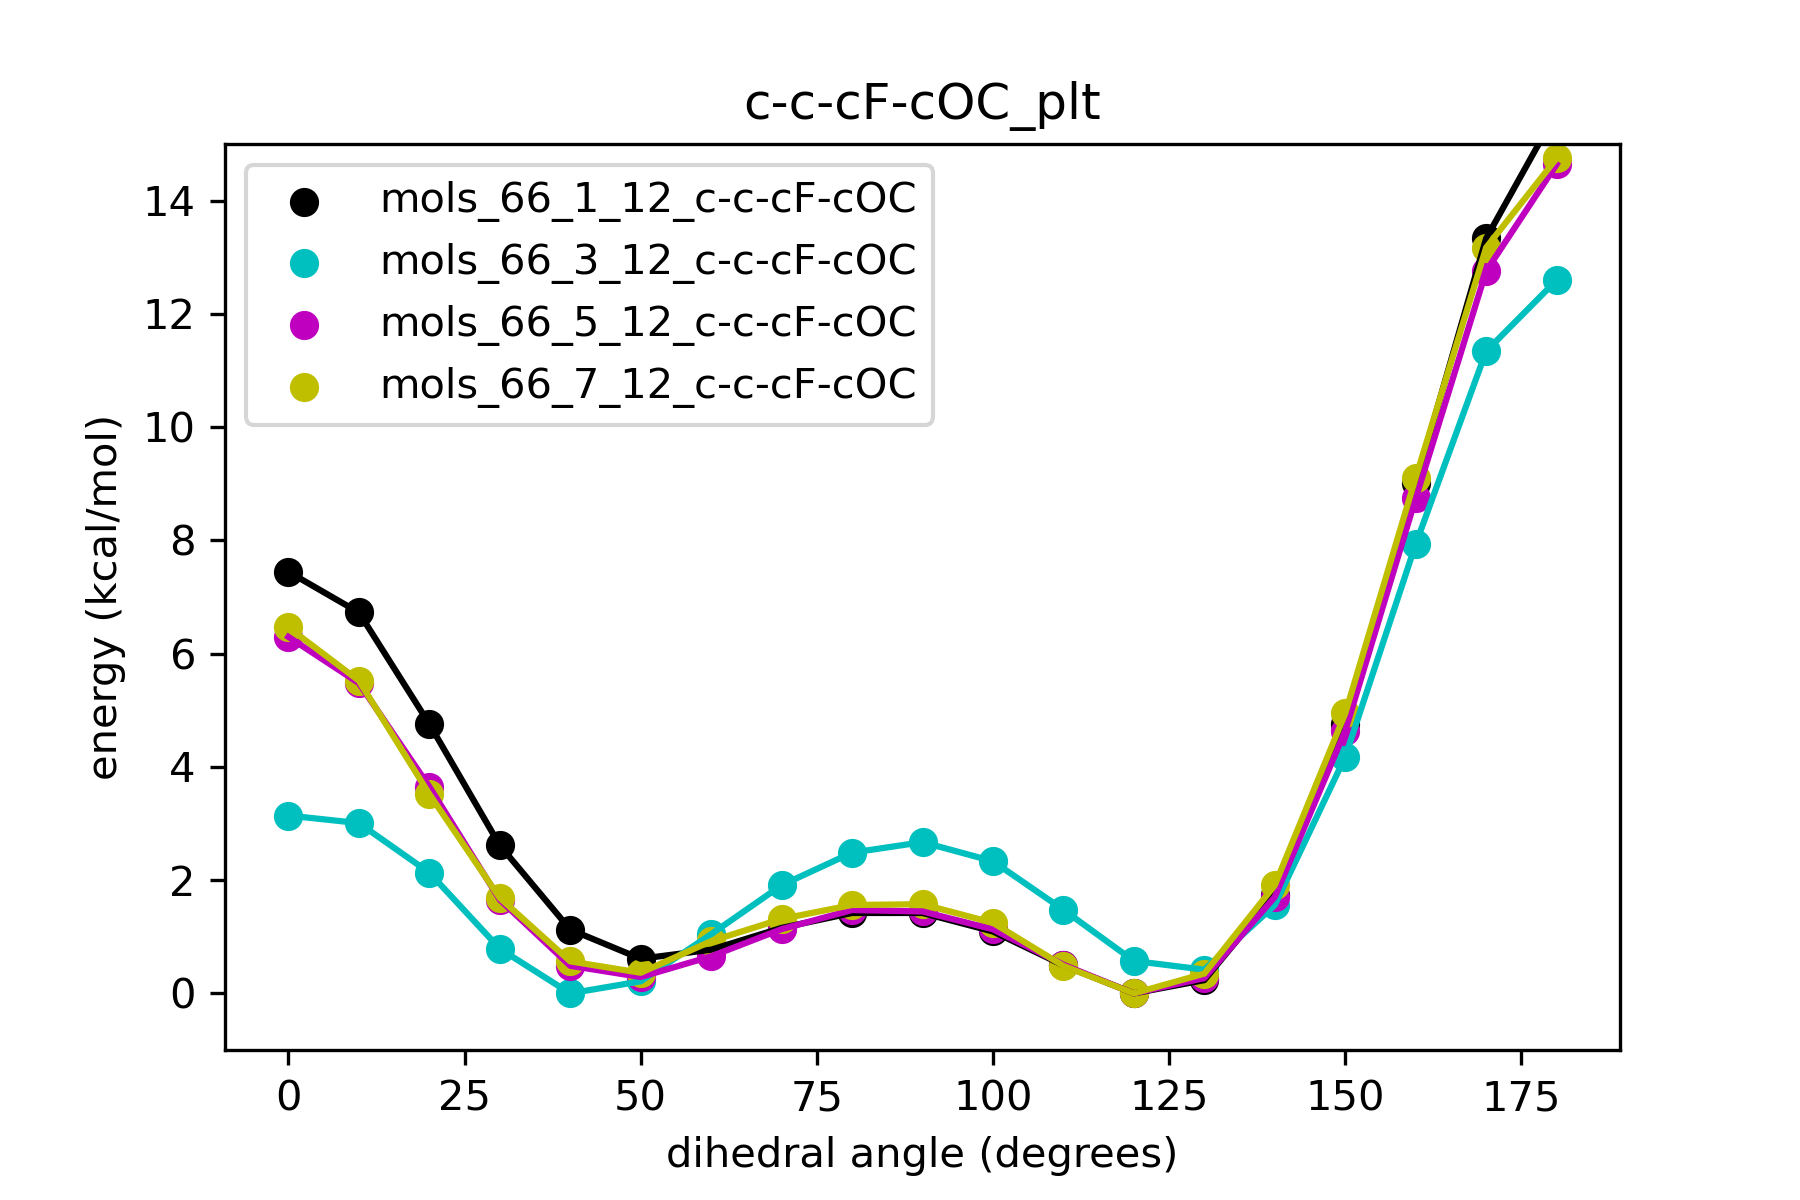 c-c-cF-cOC_plt
mols_66_1_12_c-c-cF-cOC
mols_66_3_12_c-c-cF-cOC
mols_66_5_12_c-c-cF-cOC
mols_66_7_12_c-c-cF-cOC
energy (kcal/mol)
14
12
10
8
6
4
2
0
0 25 50 75 100 125 150 175
dihedral angle (degrees)